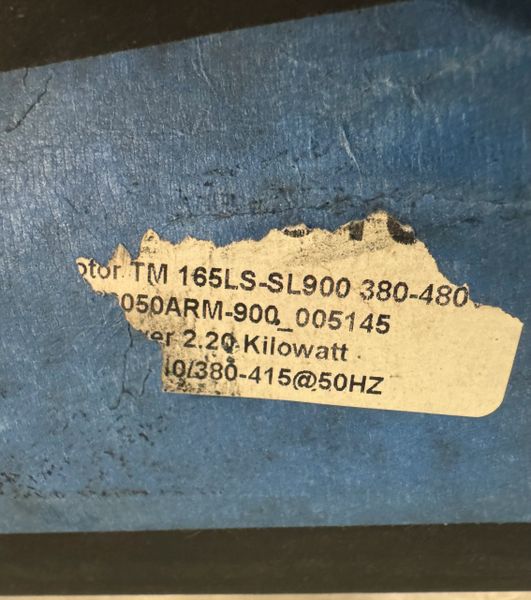 otor TM 165LS-SL900 380-480
050ARM-900_005145
er 2.20 Kilowatt
0/380-415@50HZ